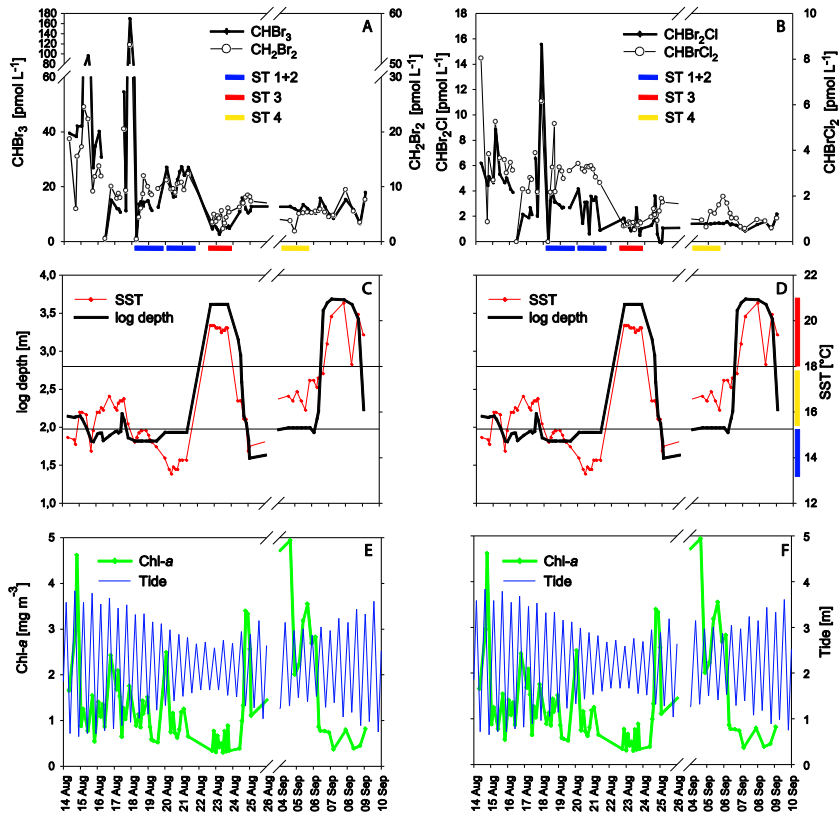 A
CHBr3
CH2Br2
ST 1+2
ST 3
ST 4
180
160
140
120
100
80
60
40
20
0
CHBr3 [pmol L-1]
60
50
30
20
10
0
CH2Br2 [pmol L-1]
B
CHBr2Cl
CHBrCl2
ST 1+2
ST 3
ST 4
18
16
14
12
10
8
6
4
2
0
CHBr2Cl [pmol L-1]
10
8
6
4
2
0
CHBrCl2 [pmol L-1]
C
SST
log depth
4,0
3,5
3,0
2,5
2,0
1,5
1,0
log depth [m]
D
SST
log depth
22
20
18
16
14
SST [°C]
E
Chl-a
Tide
5
4
3
2
1
0
Chl-a [mg m-3]
14 Aug
15 Aug
16 Aug
17 Aug
18 Aug
19 Aug
20 Aug
21 Aug
22 Aug
23 Aug
24 Aug
25 Aug
26 Aug
04 Sep
05 Sep
06 Sep
07 Sep
08 Sep
09 Sep
10 Sep
F
Chl-a
Tide
5
4
3
2
1
0
Tide [m]
14 Aug
15 Aug
16 Aug
17 Aug
18 Aug
19 Aug
20 Aug
21 Aug
22 Aug
23 Aug
24 Aug
25 Aug
26 Aug
04 Sep
05 Sep
06 Sep
07 Sep
08 Sep
09 Sep
10 Sep